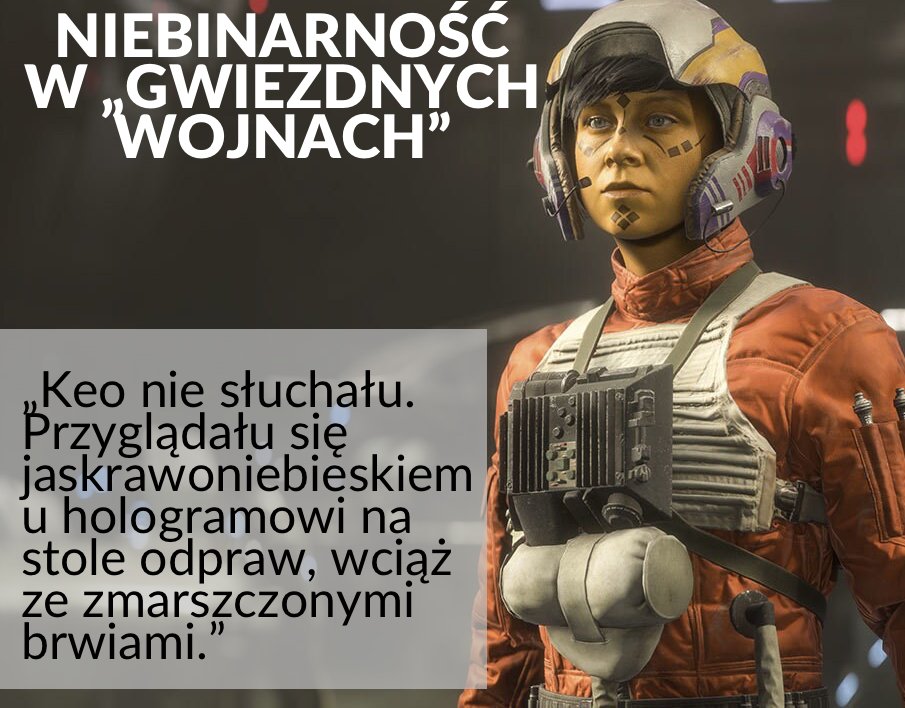 NIEBINARNOŚĆ
W „GWIEZDNYCH
WOJNACH”
„Keo nie słuchału.
Przyglądału się
jaskrawoniebieskiem
u hologramowi na
stole odpraw, wciąż
ze zmarszczonymi
brwiami.”